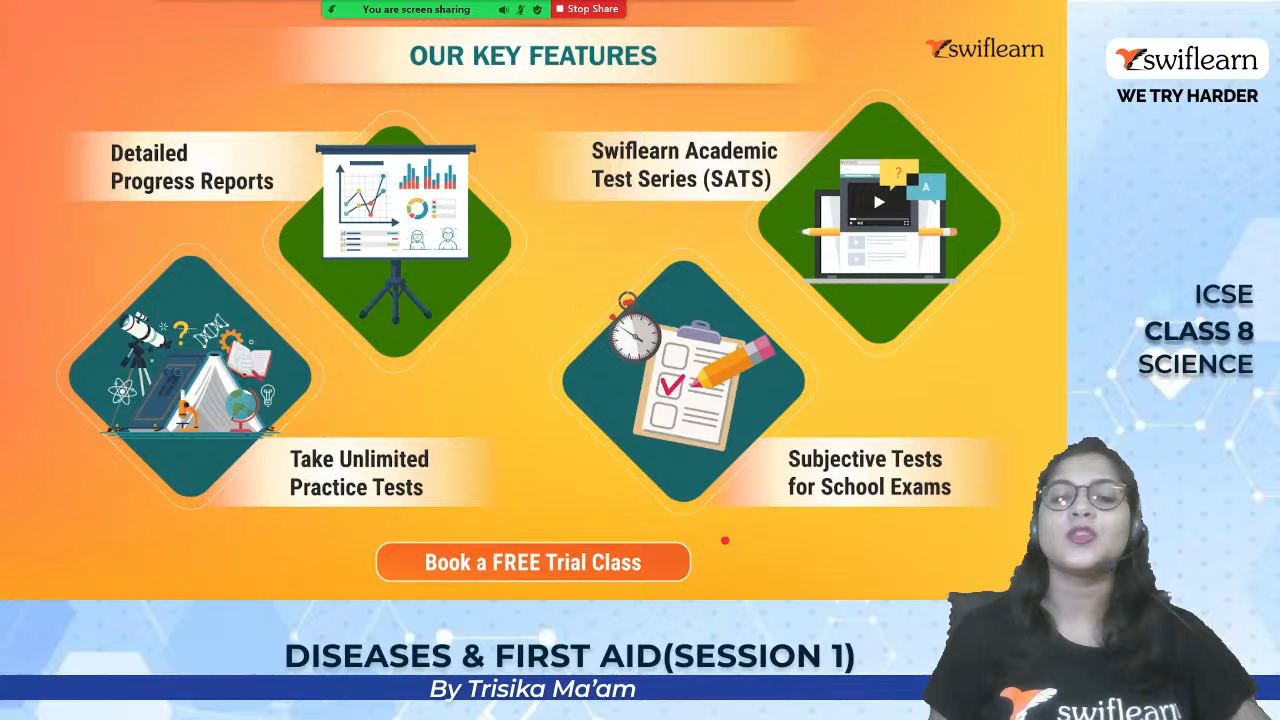 You are screen sharing
Stop Share
OUR KEY FEATURES
swiflearn
swiflearn
WE TRY HARDER
Detailed
Progress Reports
Swiflearn Academic
Test Series (SATS)
?
A
?
ICSE
CLASS 8
SCIENCE
Take Unlimited
Practice Tests
Subjective Tests
for School Exams
Book a FREE Trial Class
DISEASES & FIRST AID(SESSION 1)
By Trisika Ma'am
swiflearn